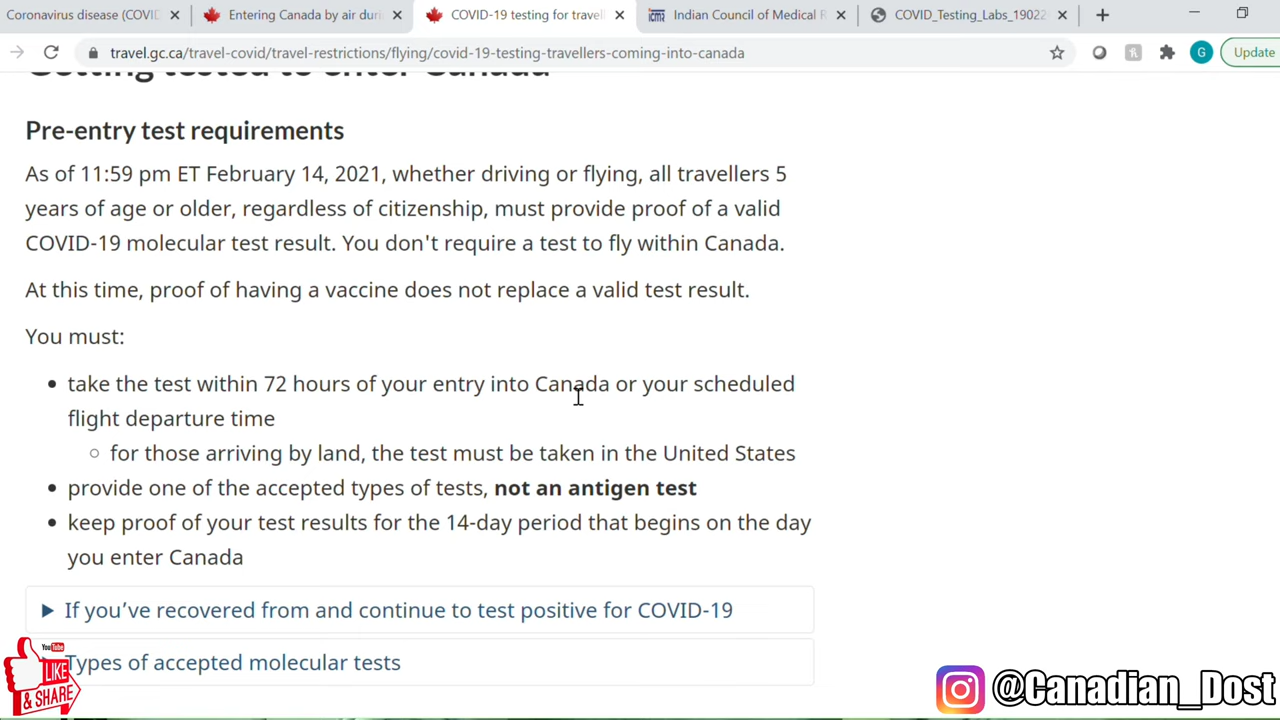 Coronavirus disease (COVI
Entering Canada by air duri
COVID-19 testing for travell
Indian Council of Medical R
COVID_Testing_Labs_19022
travel.gc.ca/travel-covid/travel-restrictions/flying/covid-19-testing-travellers-coming-into-canada
G
Update
Getting tested to enter Canada
Pre-entry test requirements
As of 11:59 pm ET February 14, 2021, whether driving or flying, all travellers 5
years of age or older, regardless of citizenship, must provide proof of a valid
COVID-19 molecular test result. You don't require a test to fly within Canada.
At this time, proof of having a vaccine does not replace a valid test result.
You must:
take the test within 72 hours of your entry into Canada or your scheduled
flight departure time
for those arriving by land, the test must be taken in the United States
provide one of the accepted types of tests, not an antigen test
keep proof of your test results for the 14-day period that begins on the day
you enter Canada
If you’ve recovered from and continue to test positive for COVID-19
Types of accepted molecular tests
You Tube
LIKE
& SHARE
@Canadian_Dost